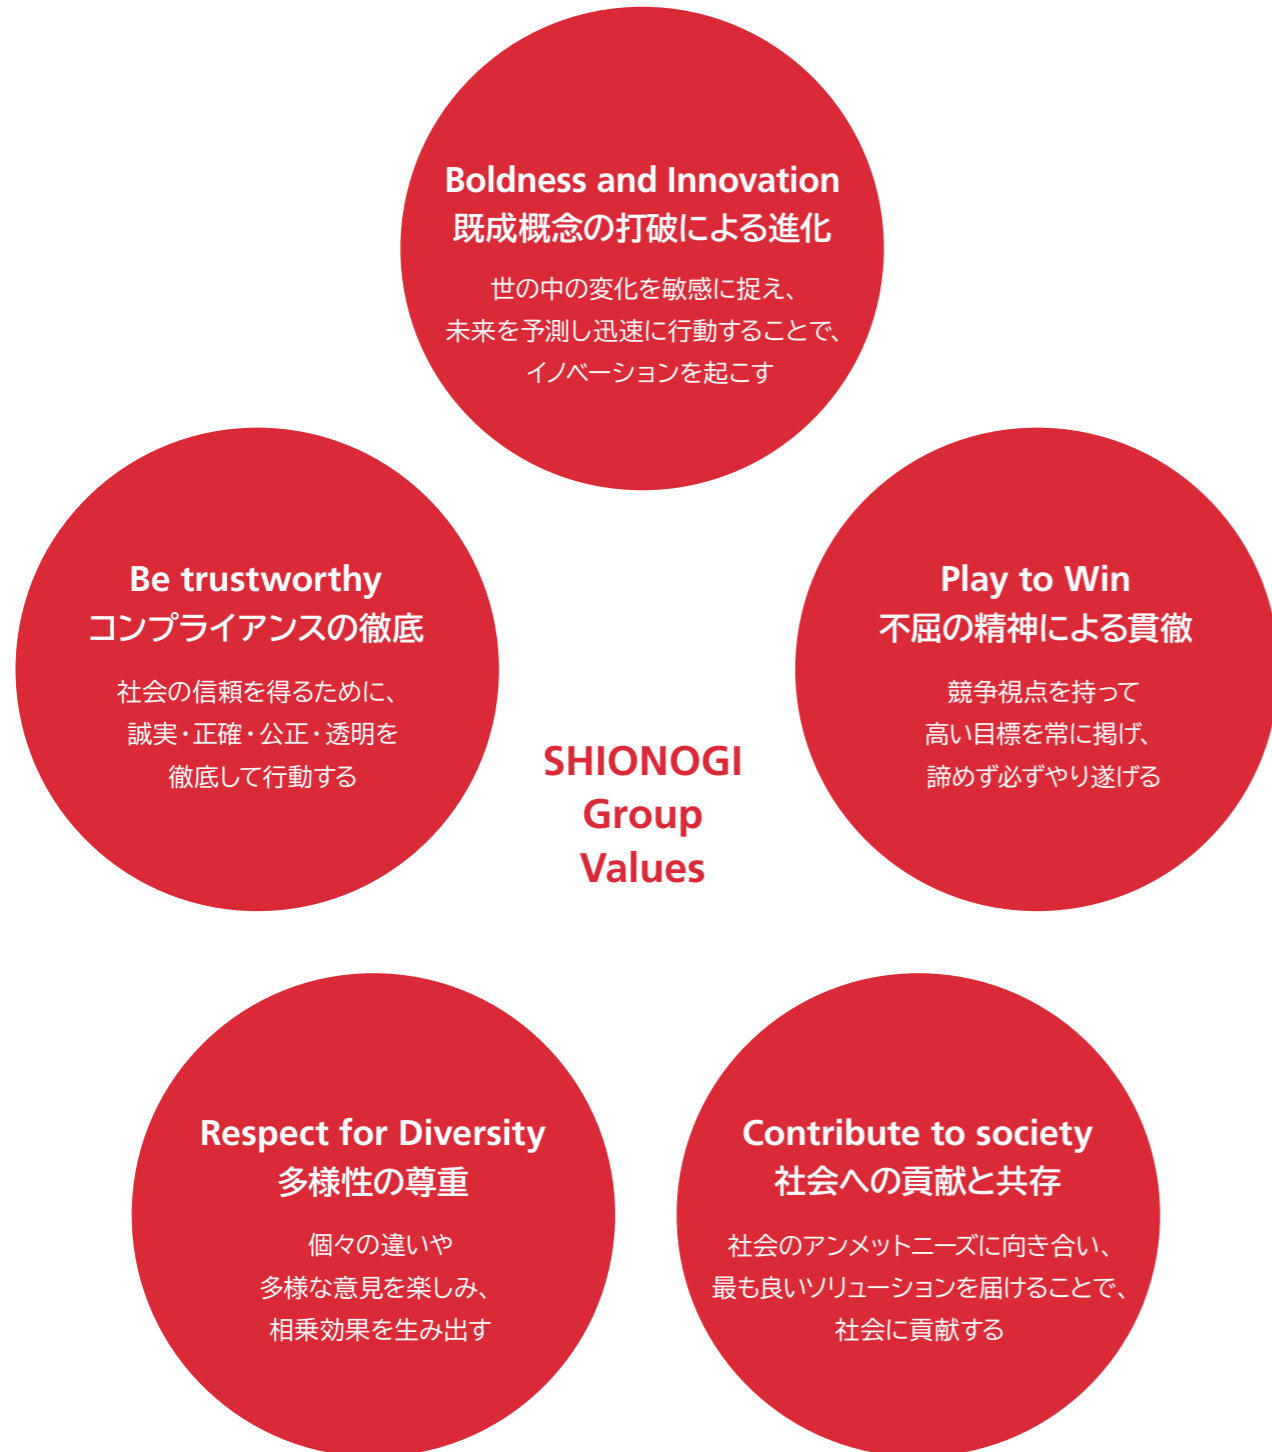 Boldness and Innovation
既成概念の打破による進化
世の中の変化を敏感に捉え、
未来を予測し迅速に行動することで、
イノベーションを起こす
Be trustworthy
コンプライアンスの徹底
社会の信頼を得るために、
誠実・正確・公正・透明を
徹底して行動する
Play to Win
不屈の精神による貫徹
競争視点を持って
高い目標を常に掲げ、
諦めず必ずやり遂げる
SHIONOGI
Group
Values
Respect for Diversity
多様性の尊重
個々の違いや
多様な意見を楽しみ、
相乗効果を生み出す
Contribute to society
社会への貢献と共存
社会のアンメットニーズに向き合い、
最も良いソリューションを届けることで、
社会に貢献する